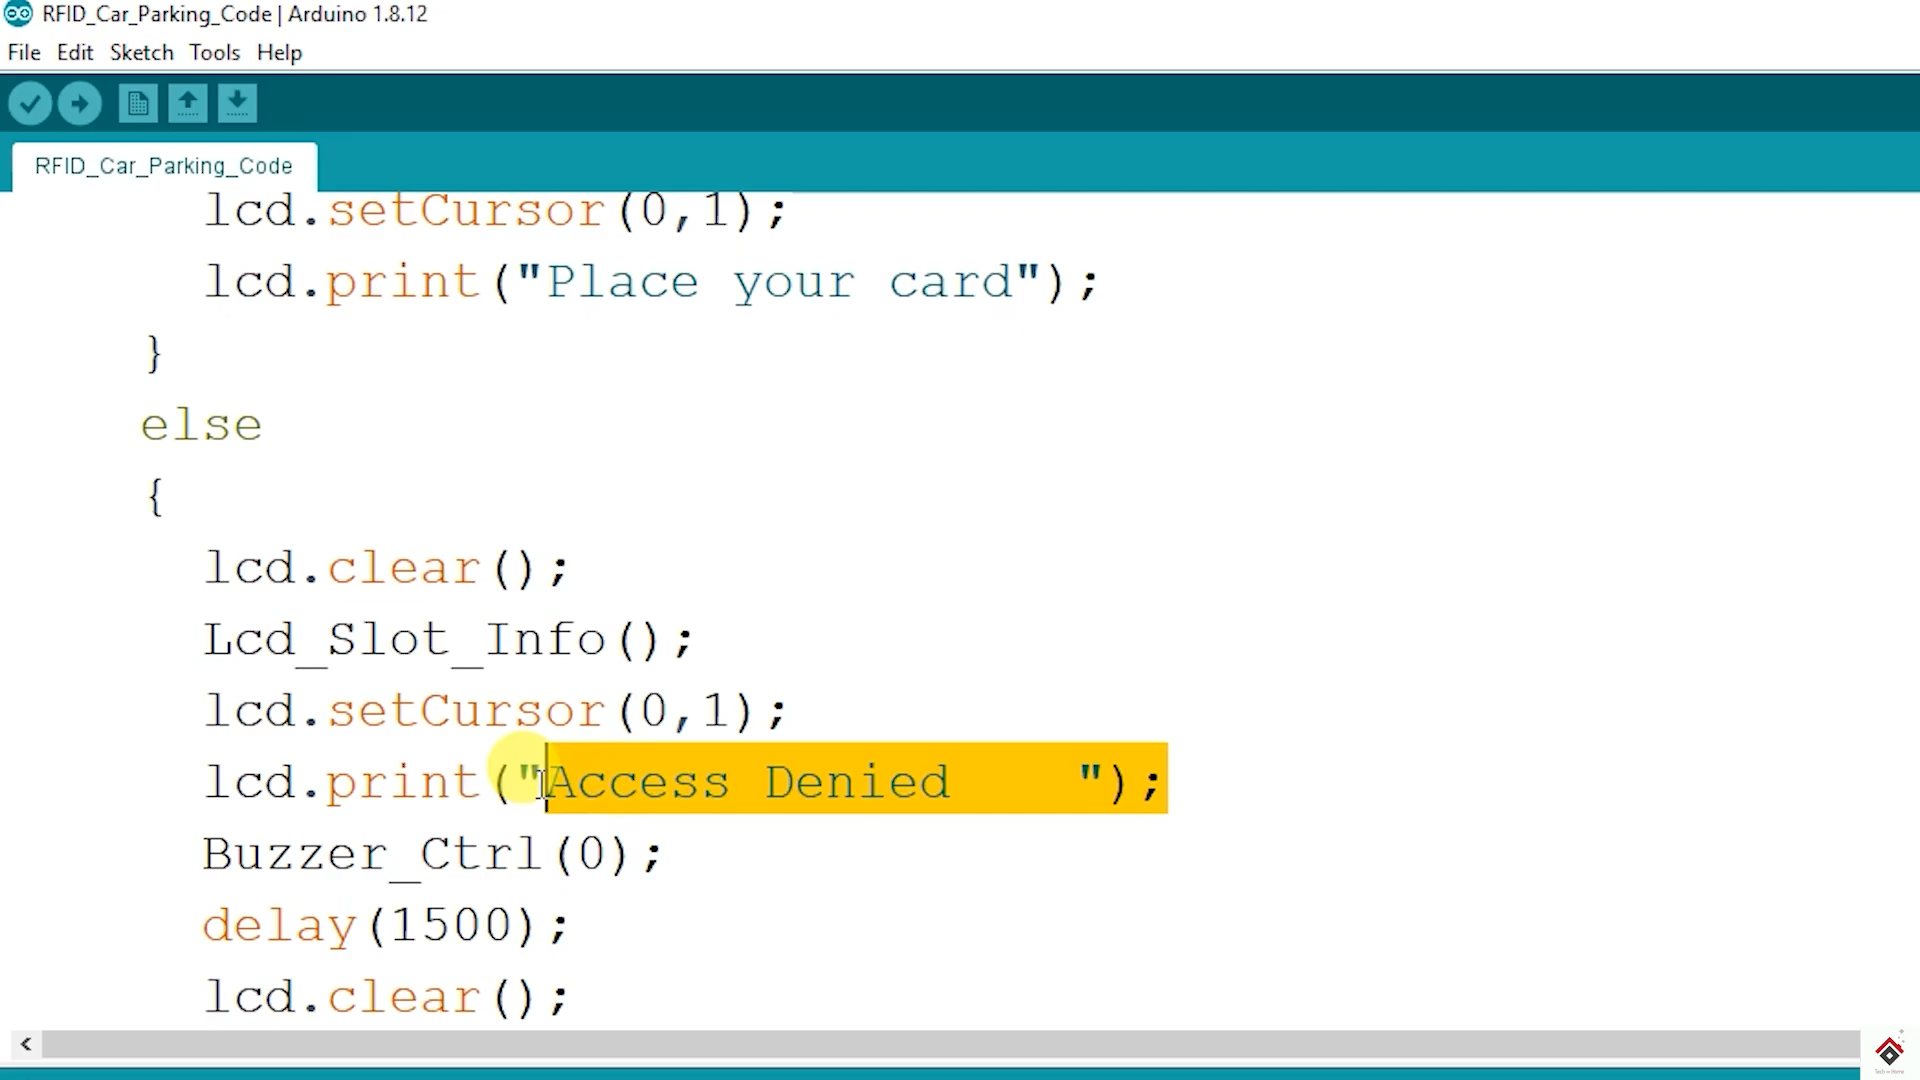 RFID_Car_Parking_Code | Arduino 1.8.12
File Edit Sketch Tools Help
RFID_Car_Parking_Code
lcd.setCursor(0,1);
lcd.print("Place your card");
}
else
{
lcd.clear();
Lcd_Slot_Info();
lcd.setCursor(0,1);
lcd.print("Access Denied    ");
Buzzer_Ctrl(0);
delay(1500);
lcd.clear();